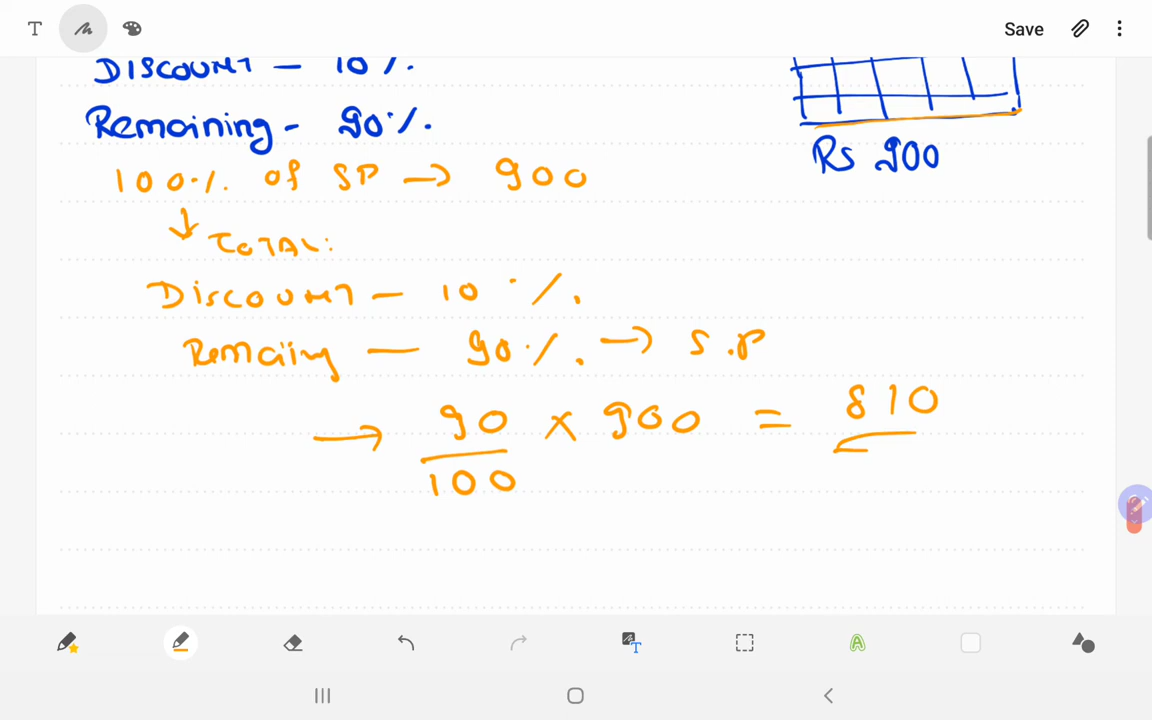 Save
DISCOUNT - 10%.
Remaining - 90%.
Rs 900
100%. of SP → 900
↓ TOTAL:
Discount - 10%.
Remaiing - 90%. → S.P
→ 90/100 × 900 = 810